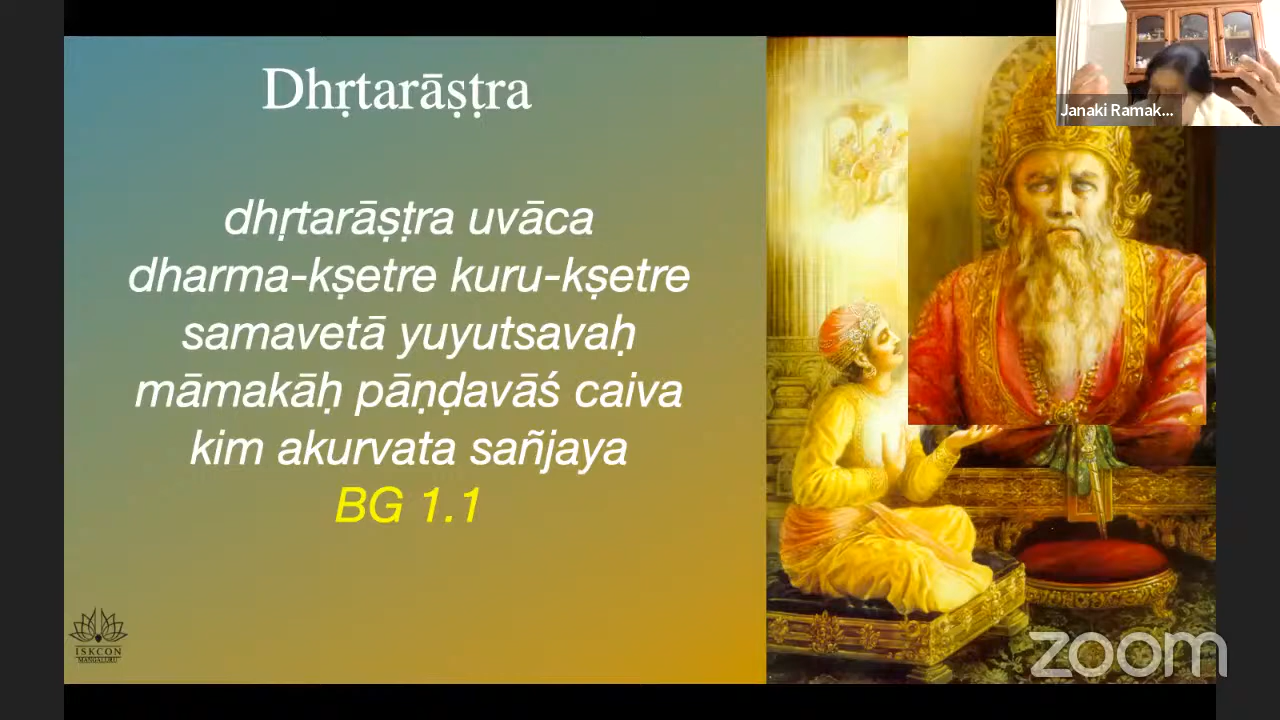 Dhṛtarāṣṭra
dhṛtarāṣṭra uvāca
dharma-kṣetre kuru-kṣetre
samavetā yuyutsavaḥ
māmakāḥ pāṇḍavāś caiva
kim akurvata sañjaya
BG 1.1
Janaki Ramak...
ISKCON
MANGALURU
zoom